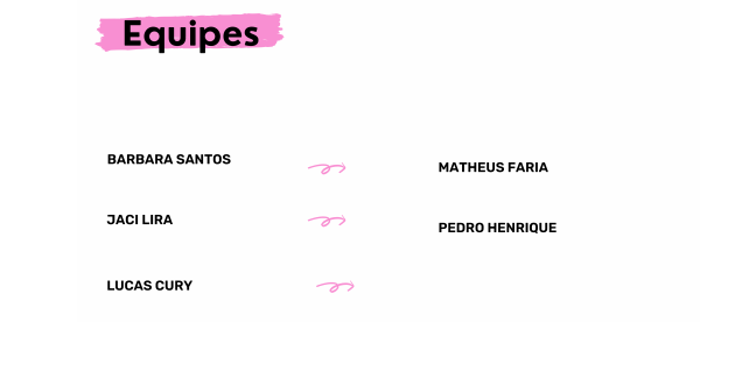 Equipes
BARBARA SANTOS
MATHEUS FARIA
JACI LIRA
PEDRO HENRIQUE
LUCAS CURY